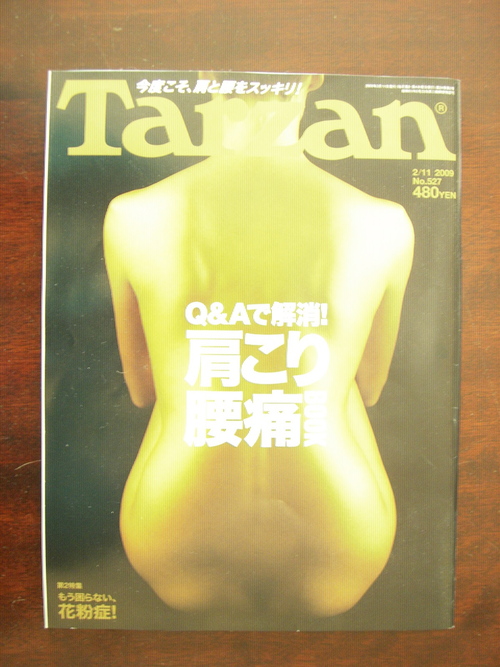 今度こそ、肩と腰をスッキリ!
Tarzan®
2/11 2009
No.527
480YEN
Q&Aで解消!
肩こり
腰痛
第2特集
もう困らない、
花粉症!